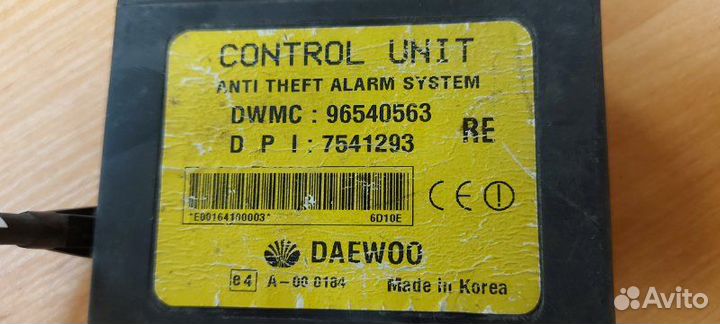 CONTROL UNIT
ANTI THEFT ALARM SYSTEM
DWMC : 96540563
D P I : 7541293
RE
*E00164100003* 6D10E
CE
DAEWOO
e4 A-00 0184 Made in Korea
Avito